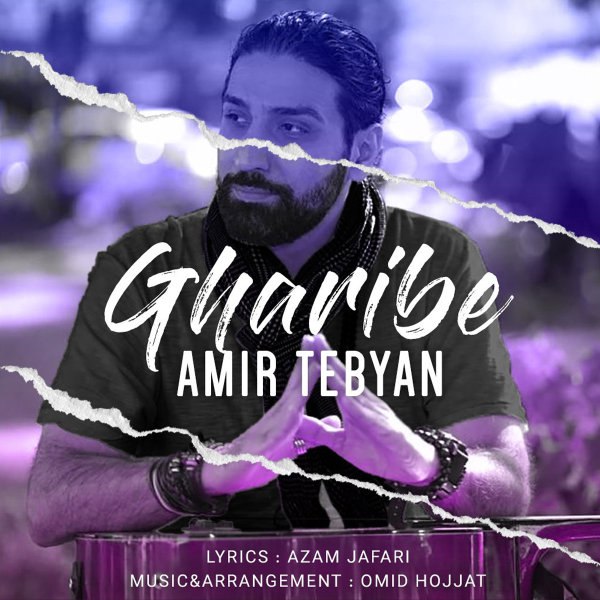 Gharibe
AMIR TEBYAN
LYRICS : AZAM JAFARI
MUSIC&ARRANGEMENT : OMID HOJJAT